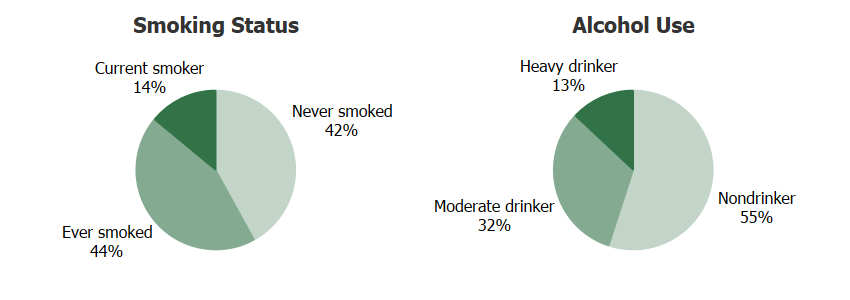 Smoking Status
Current smoker
14%
Never smoked
42%
Ever smoked
44%
Alcohol Use
Heavy drinker
13%
Nondrinker
55%
Moderate drinker
32%